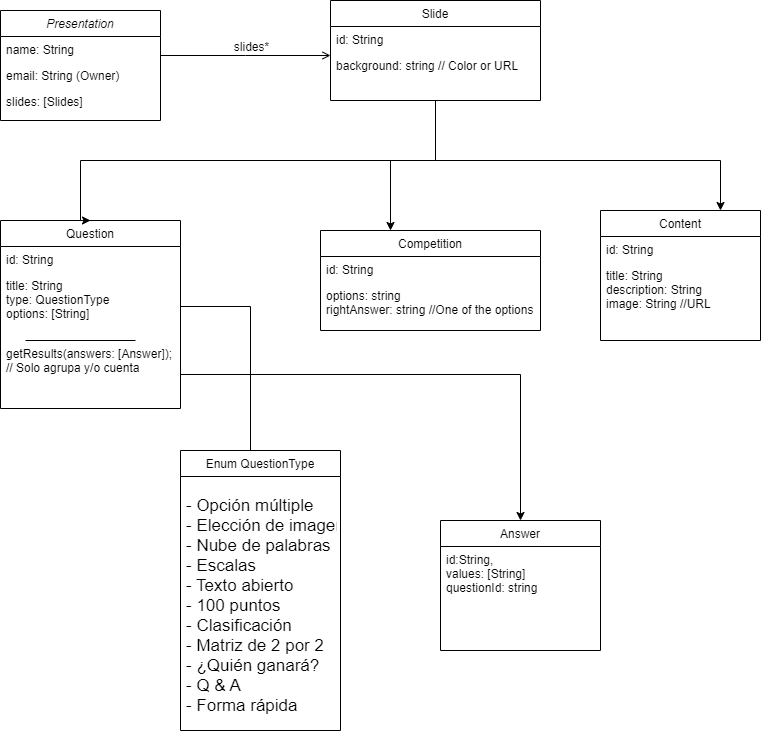 Presentation
name: String
email: String (Owner)
slides: [Slides]
slides*
Slide
id: String
background: string // Color or URL
Question
id: String
title: String
type: QuestionType
options: [String]
getResults(answers: [Answer]);
// Solo agrupa y/o cuenta
Competition
id: String
options: string
rightAnswer: string //One of the options
Content
id: String
title: String
description: String
image: String //URL
Enum QuestionType
- Opción múltiple
- Elección de image
- Nube de palabras
- Escalas
- Texto abierto
- 100 puntos
- Clasificación
- Matriz de 2 por 2
- ¿Quién ganará?
- Q & A
- Forma rápida
Answer
id:String,
values: [String]
questionId: string